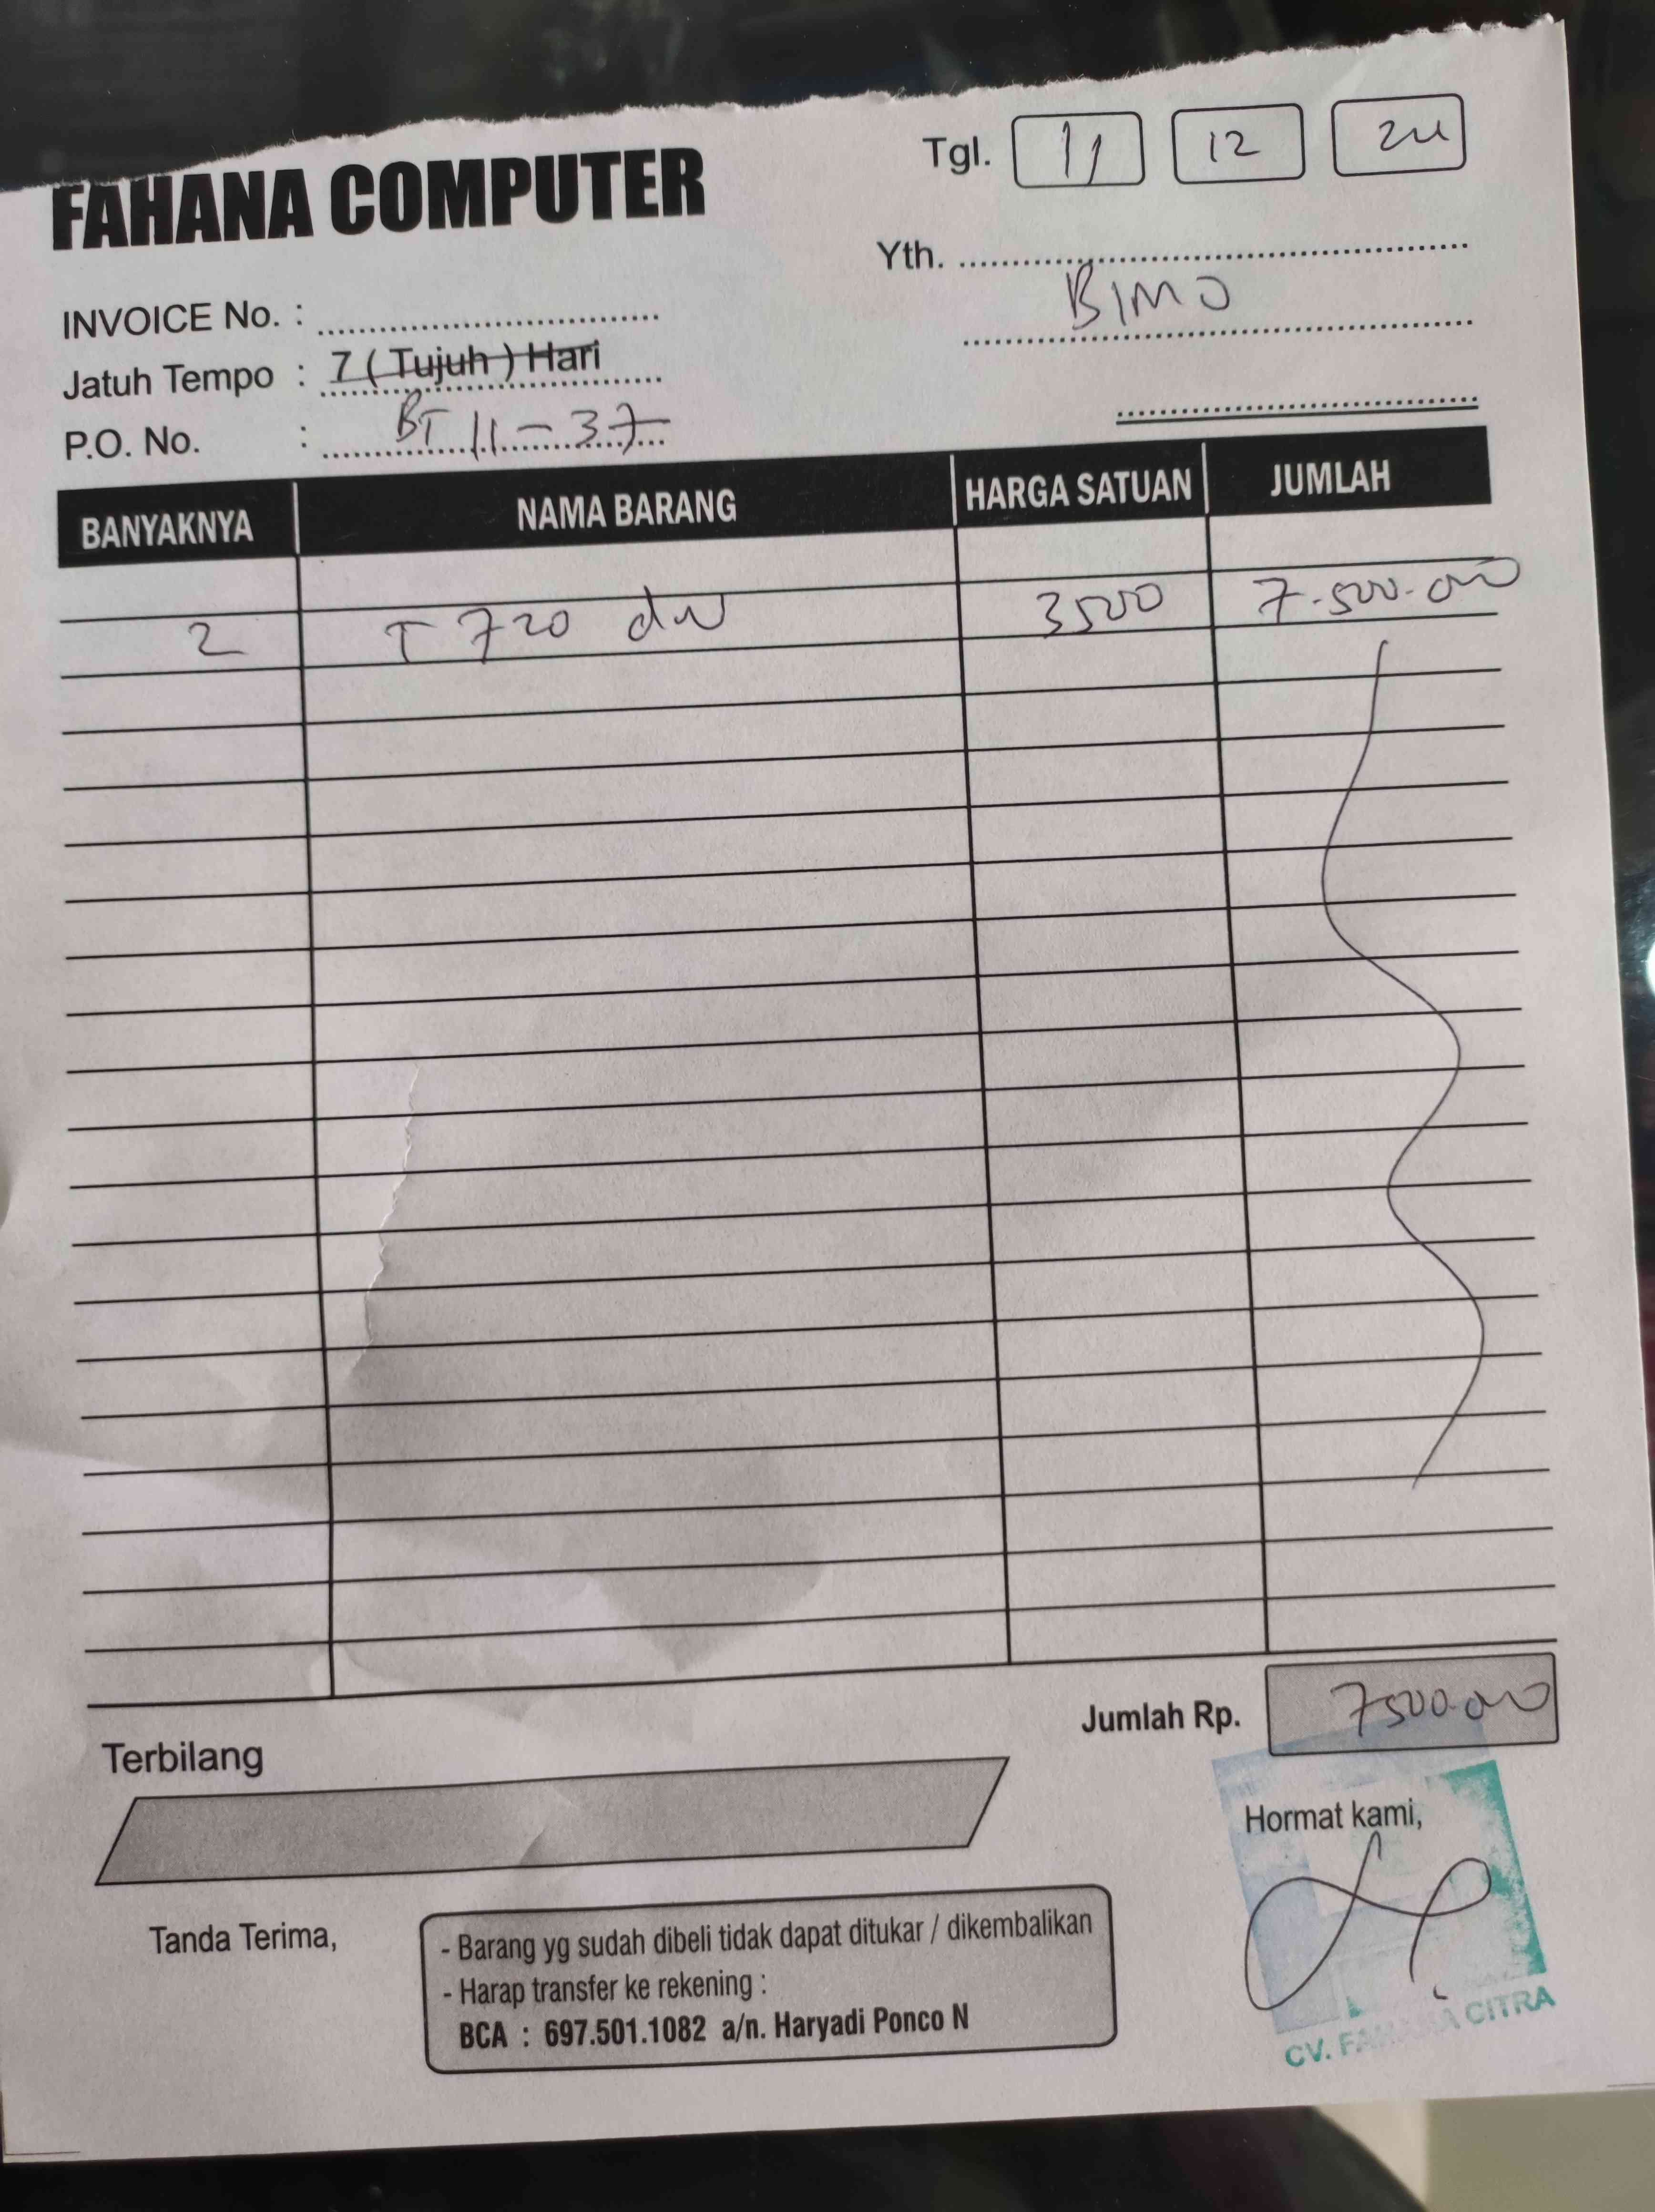 FAHANA COMPUTER
Tgl. 11 12 24
Yth.
BIMO
INVOICE No. :
Jatuh Tempo : 7 ( Tujuh ) Hari
P.O. No. : BT 11-37
BANYAKNYA NAMA BARANG HARGA SATUAN JUMLAH
2 T 720 dw 3500 7.500.000
Jumlah Rp. 7500.000
Terbilang
Hormat kami,
Tanda Terima,
- Barang yg sudah dibeli tidak dapat ditukar / dikembalikan
- Harap transfer ke rekening :
BCA : 697.501.1082 a/n. Haryadi Ponco N
CV. FAHANA CITRA